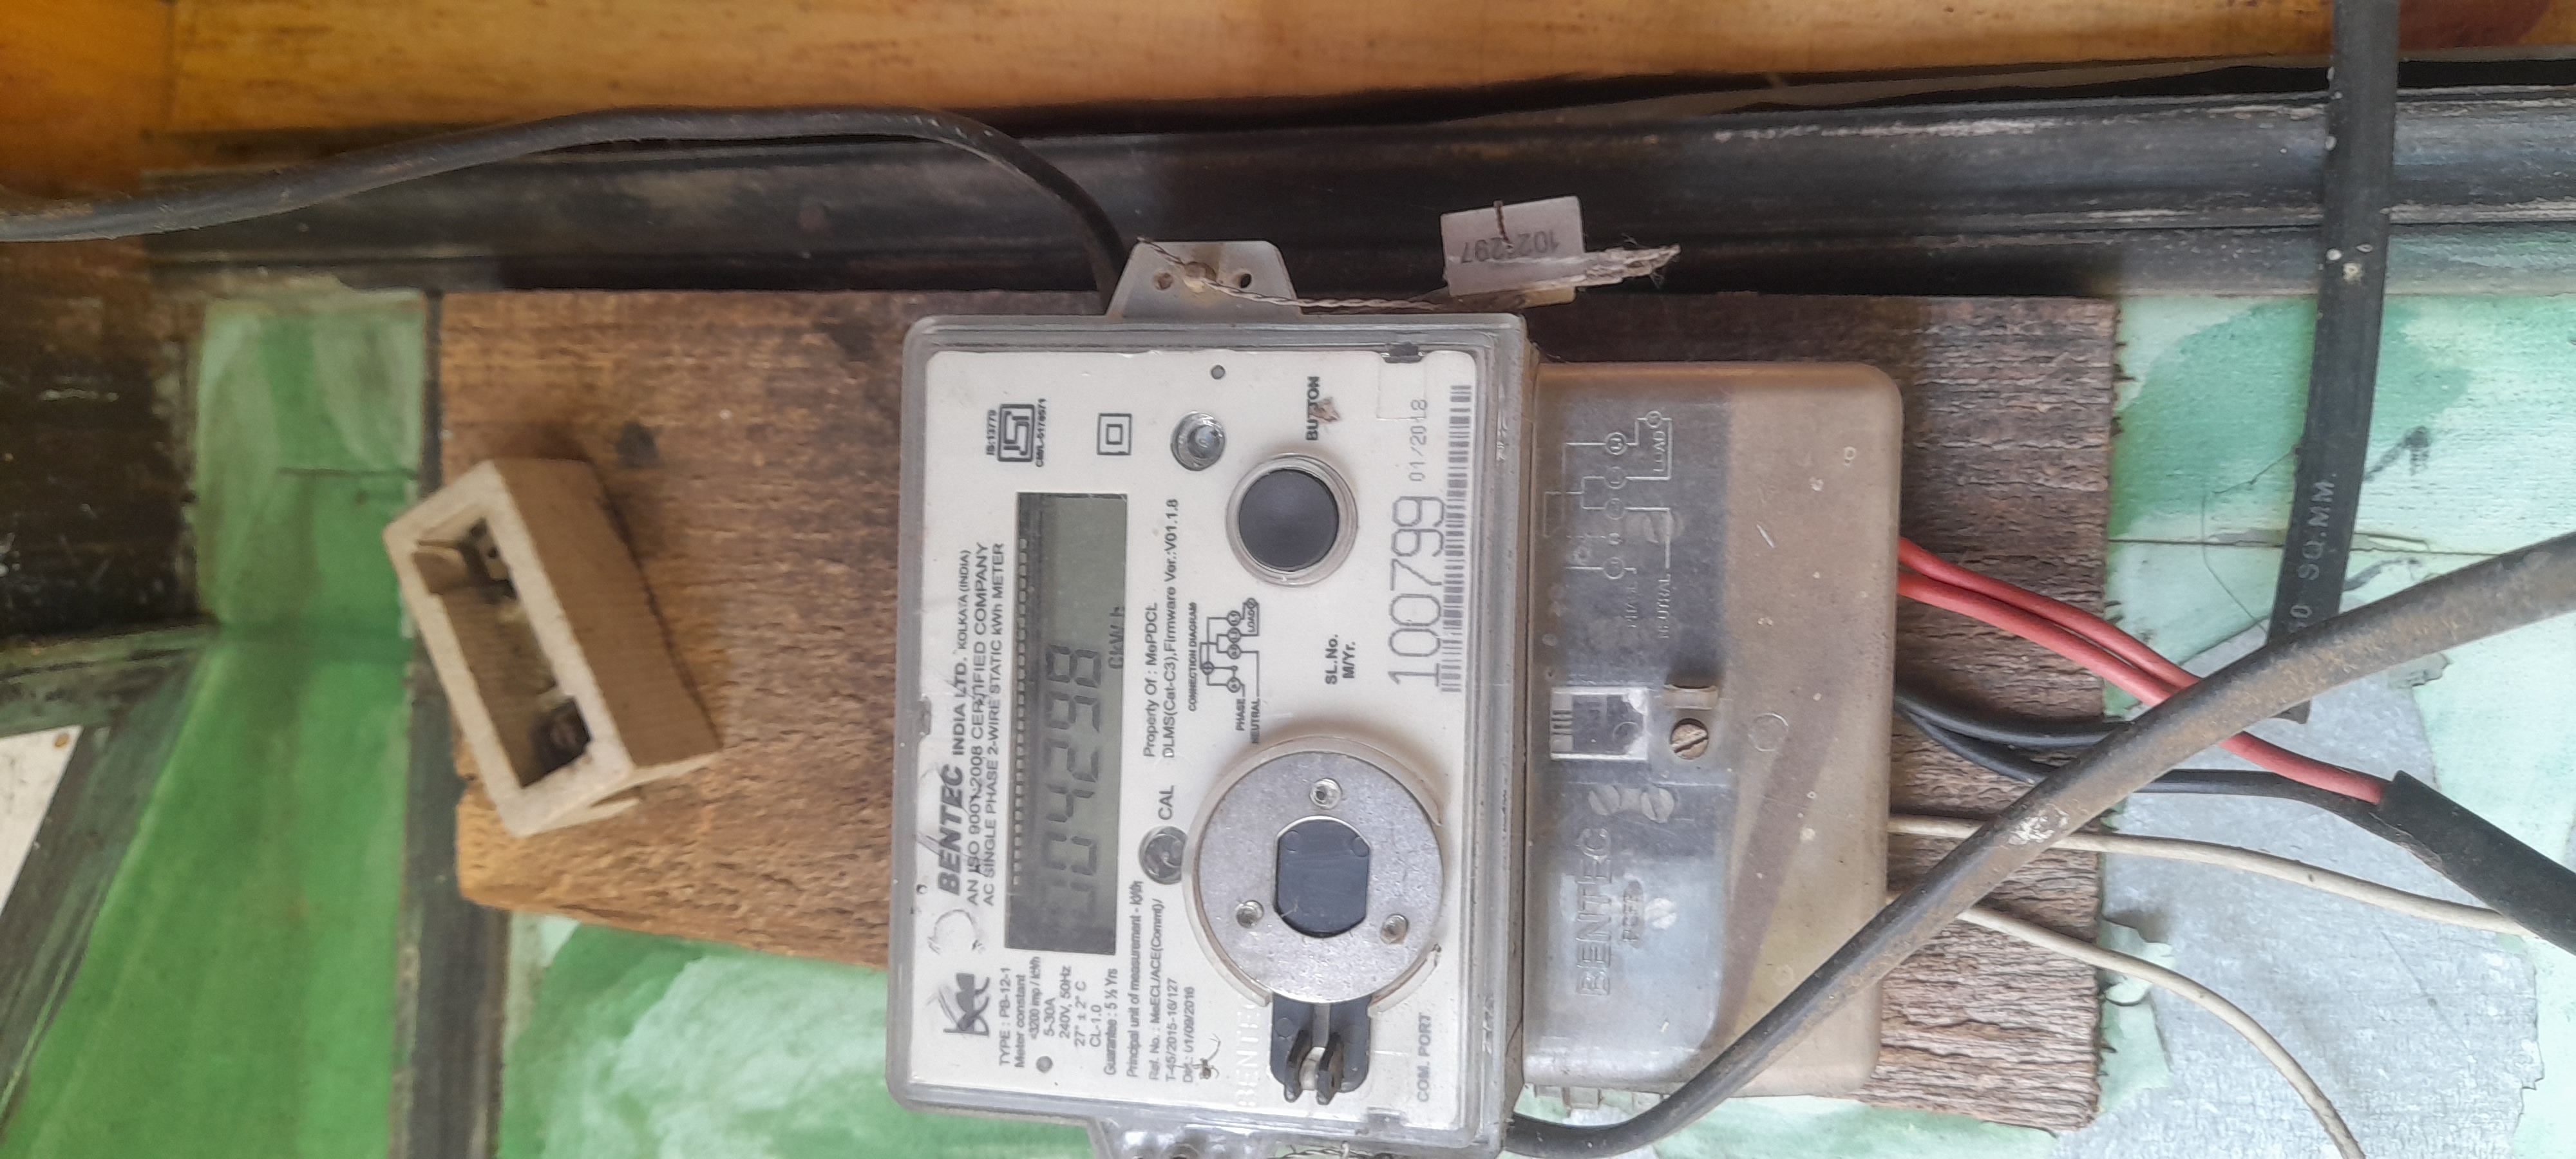 IS:13779
CM/L-5178571
BENTEC INDIA LTD. KOLKATA (INDIA)
AN ISO 9001:2008 CERTIFIED COMPANY
AC SINGLE PHASE 2-WIRE STATIC kWh METER
TYPE : PB-12-1
Meter constant
3200 imp / kWh
5-30A
240V, 50Hz
27° ± 2° C
CL-1.0
Guarantee : 5 ½ Yrs
004298
kWh
Principal unit of measurement - kWh
Ref. No. : MeECL/ACE(Comml)/
T-45/2015-16/127
Dtd.: 01/09/2016
CAL
Property Of : MePDCL
DLMS(Cat-C3),Firmware Ver.:V01.1.8
CONNECTION DIAGRAM
PHASE
NEUTRAL
LOAD
BUTTON
SL.No.
M/Yr.
100799
01/2018
COM. PORT
BENTEC
BENTEC
LOAD
NEUTRAL
SQ.MM